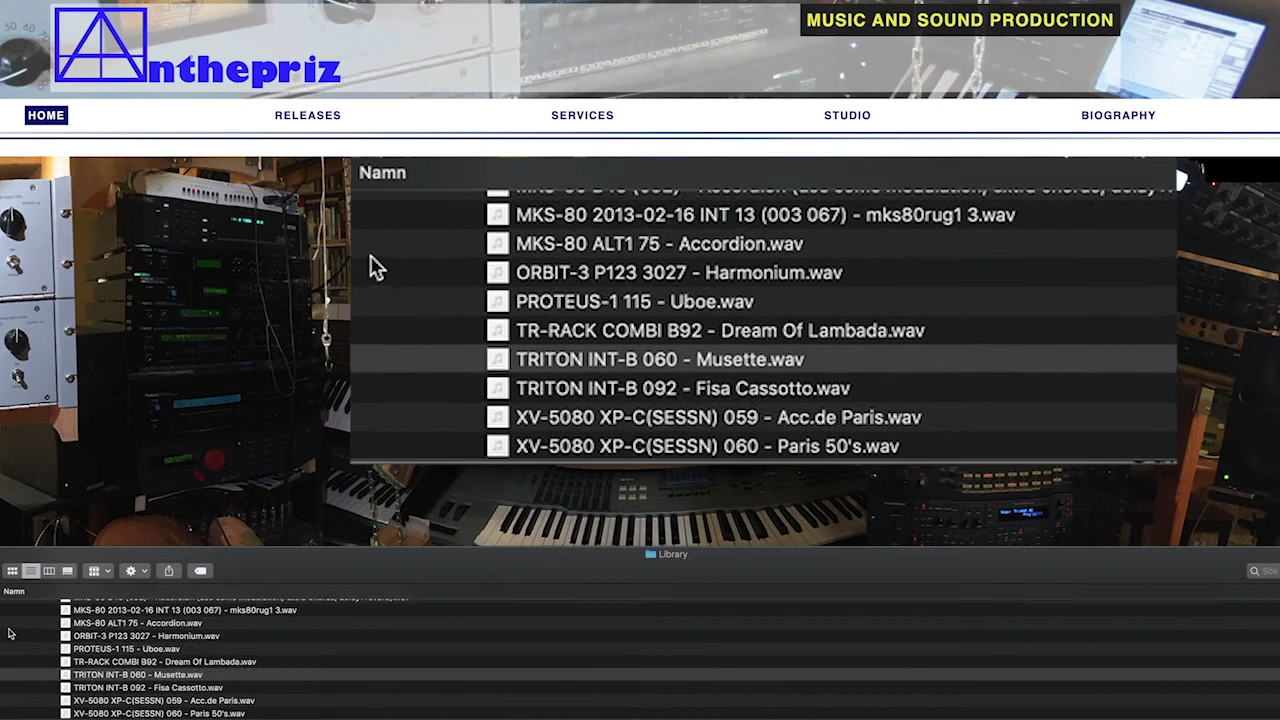 Anthepriz
MUSIC AND SOUND PRODUCTION
HOME RELEASES SERVICES STUDIO BIOGRAPHY
Namn
MKS-80 2013-02-16 INT 13 (003 067) - mks80rug1 3.wav
MKS-80 ALT1 75 - Accordion.wav
ORBIT-3 P123 3027 - Harmonium.wav
PROTEUS-1 115 - Uboe.wav
TR-RACK COMBI B92 - Dream Of Lambada.wav
TRITON INT-B 060 - Musette.wav
TRITON INT-B 092 - Fisa Cassotto.wav
XV-5080 XP-C(SESSN) 059 - Acc.de Paris.wav
XV-5080 XP-C(SESSN) 060 - Paris 50's.wav
Library
Sök
Namn
MKS-80 2013-02-16 INT 13 (003 067) - mks80rug1 3.wav
MKS-80 ALT1 75 - Accordion.wav
ORBIT-3 P123 3027 - Harmonium.wav
PROTEUS-1 115 - Uboe.wav
TR-RACK COMBI B92 - Dream Of Lambada.wav
TRITON INT-B 060 - Musette.wav
TRITON INT-B 092 - Fisa Cassotto.wav
XV-5080 XP-C(SESSN) 059 - Acc.de Paris.wav
XV-5080 XP-C(SESSN) 060 - Paris 50's.wav